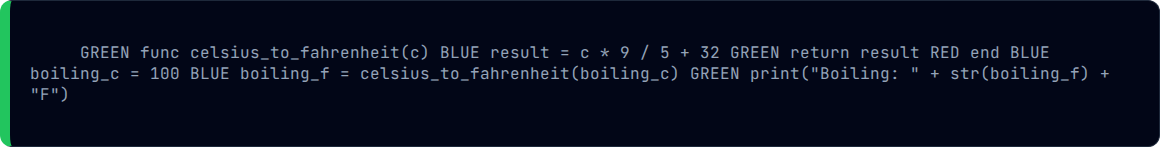 GREEN func celsius_to_fahrenheit(c) BLUE result = c * 9 / 5 + 32 GREEN return result RED end BLUE
boiling_c = 100 BLUE boiling_f = celsius_to_fahrenheit(boiling_c) GREEN print("Boiling: " + str(boiling_f) +
"F")